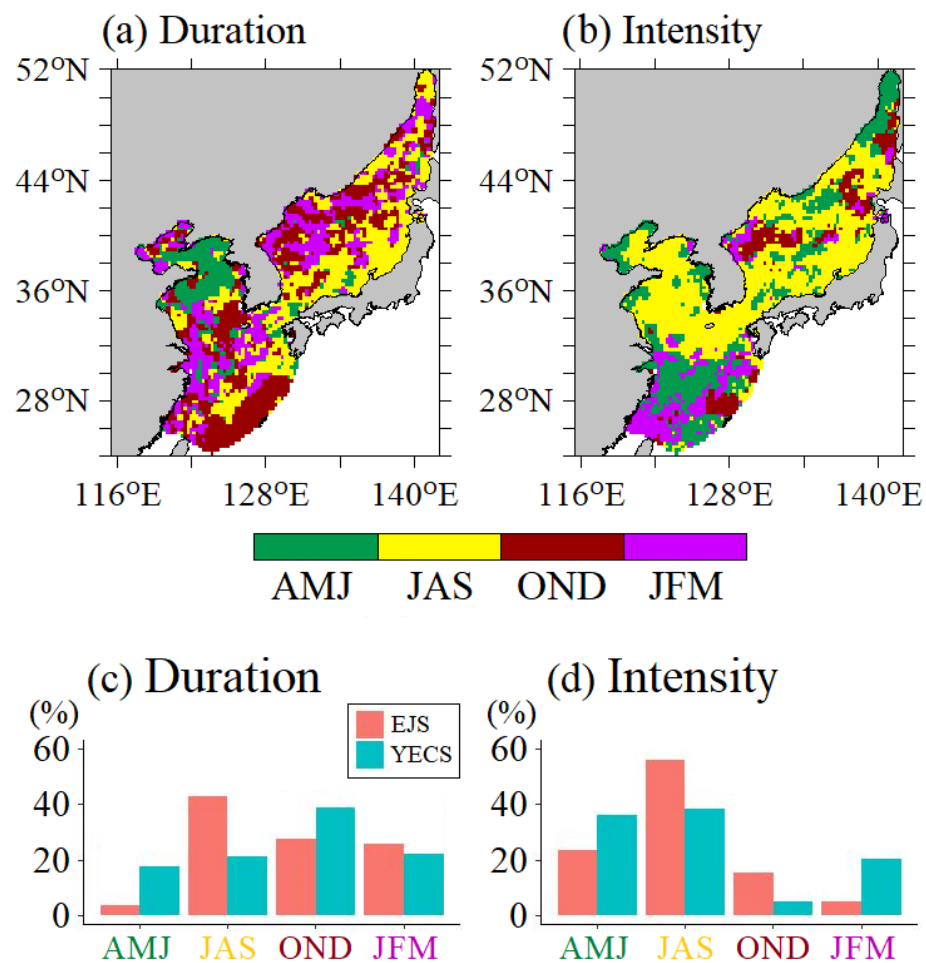 (a) Duration
(b) Intensity
52°N
44°N
36°N
28°N
116°E 128°E 140°E
52°N
44°N
36°N
28°N
116°E 128°E 140°E
AMJ JAS OND JFM
(c) Duration
(%)
60
40
20
0
EJS
YECS
AMJ JAS OND JFM
(d) Intensity
(%)
60
40
20
0
AMJ JAS OND JFM